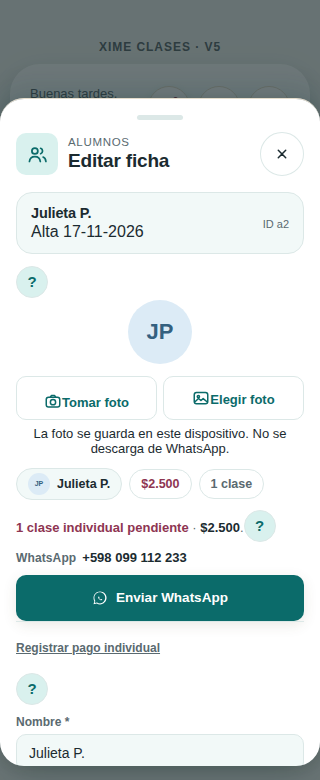 XIME CLASES · V5
Buenas tardes.
ALUMNOS
Editar ficha
Julieta P.
Alta 17-11-2026
ID a2
?
JP
Tomar foto
Elegir foto
La foto se guarda en este dispositivo. No se
descarga de WhatsApp.
JP Julieta P.
$2.500
1 clase
1 clase individual pendiente · $2.500.
?
WhatsApp +598 099 112 233
Enviar WhatsApp
Registrar pago individual
?
Nombre *
Julieta P.